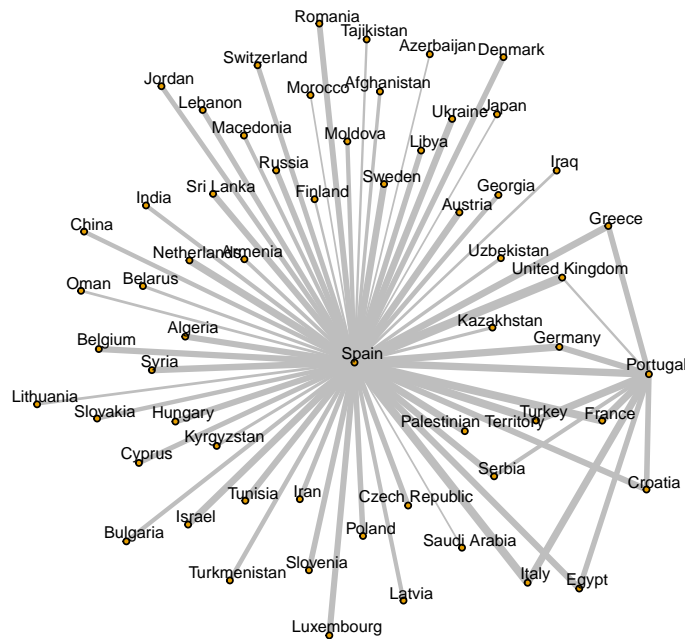 Romania
Tajikistan
Azerbaijan
Denmark
Switzerland
Jordan
Morocco
Afghanistan
Lebanon
Ukraine
Japan
Macedonia
Moldova
Libya
Russia
Iraq
Sweden
Sri Lanka
Finland
Georgia
India
Austria
China
Greece
Netherlands
Armenia
Uzbekistan
United Kingdom
Oman
Belarus
Kazakhstan
Algeria
Germany
Belgium
Spain
Syria
Portugal
Lithuania
Slovakia
Hungary
Palestinian Territory
Turkey
France
Kyrgyzstan
Cyprus
Serbia
Croatia
Tunisia
Iran
Czech Republic
Israel
Bulgaria
Poland
Saudi Arabia
Slovenia
Turkmenistan
Italy
Egypt
Latvia
Luxembourg